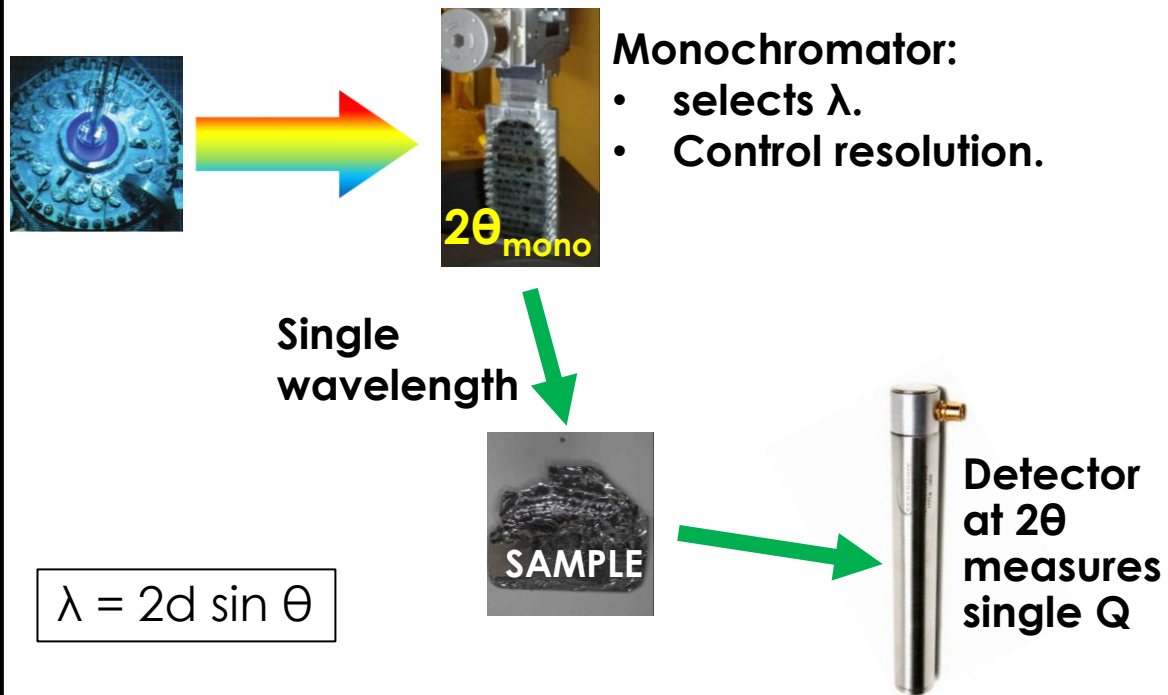 Monochromator:
• selects λ.
• Control resolution.
2θmono
Single
wavelength
SAMPLE
Detector
at 2θ
measures
single Q
λ = 2d sin θ